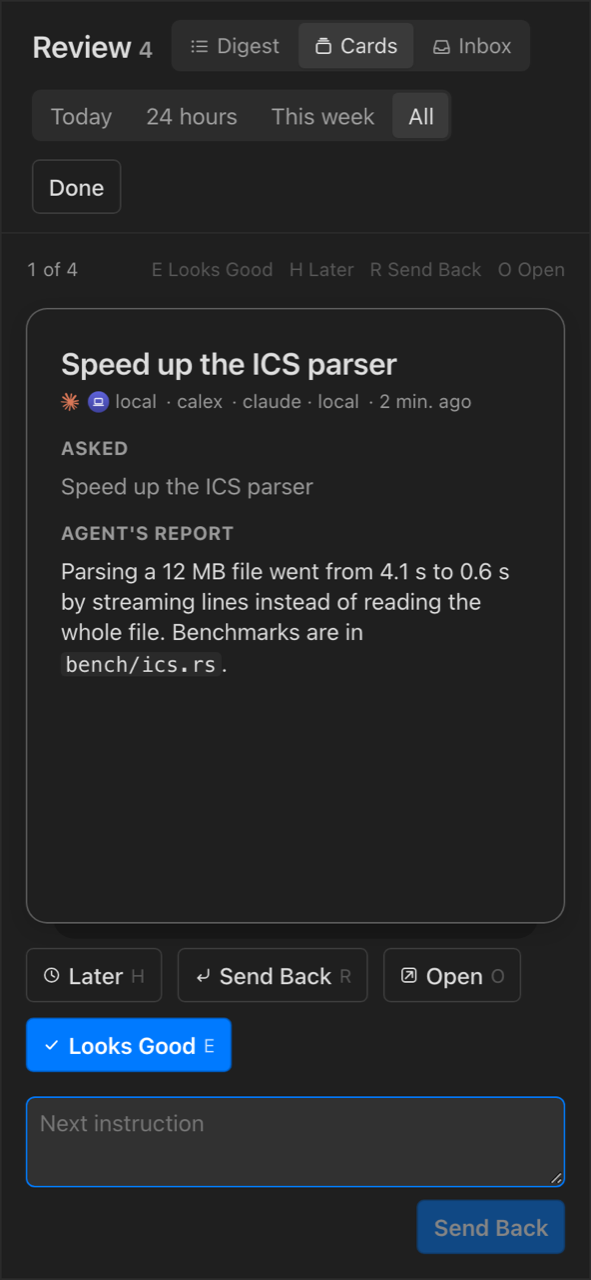 Review 4 Digest Cards Inbox
Today 24 hours This week All
Done
1 of 4 E Looks Good H Later R Send Back O Open
Speed up the ICS parser
local · calex · claude · local · 2 min. ago
ASKED
Speed up the ICS parser
AGENT'S REPORT
Parsing a 12 MB file went from 4.1 s to 0.6 s
by streaming lines instead of reading the
whole file. Benchmarks are in
bench/ics.rs.
Later H Send Back R Open O
Looks Good E
Next instruction
Send Back